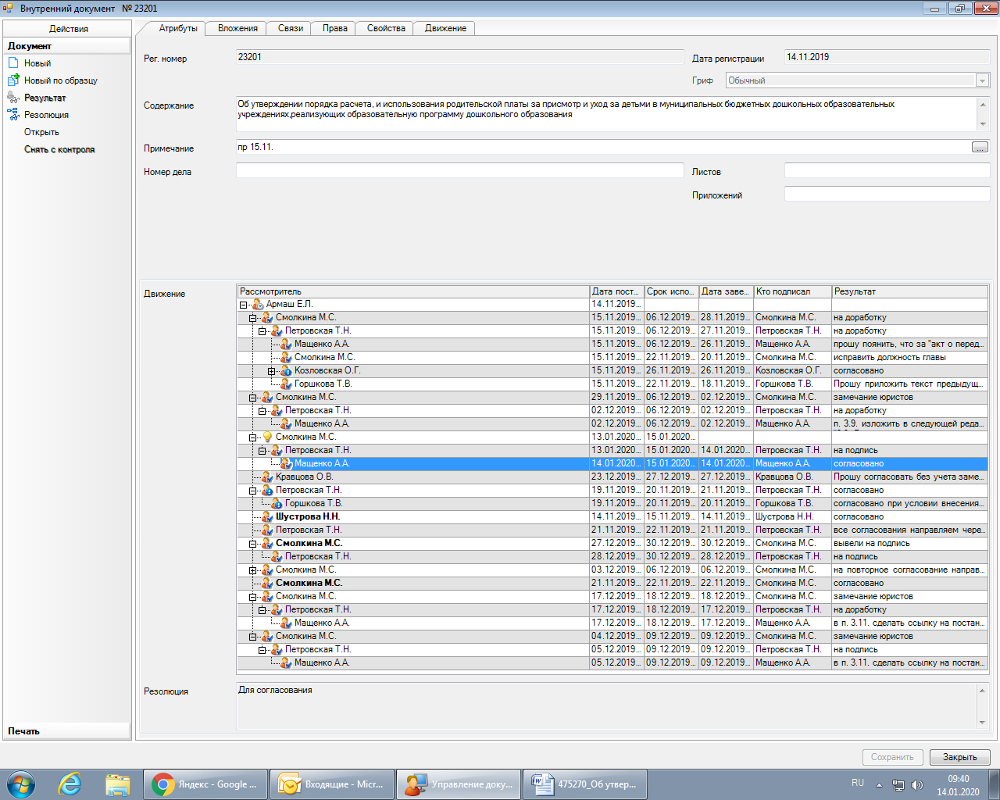 Внутренний документ № 23201
Действия
Документ
Новый
Новый по образцу
Результат
Резолюция
Открыть
Снять с контроля
Печать
Атрибуты Вложения Связи Права Свойства Движение
Рег. номер 23201 Дата регистрации 14.11.2019
Гриф Обычный
Содержание Об утверждении порядка расчета, и использования родительской платы за присмотр и уход за детьми в муниципальных бюджетных дошкольных образовательных
учреждениях,реализующих образовательную программу дошкольного образования
Примечание пр 15.11. ...
Номер дела Листов
Приложений
Движение
Рассмотритель Дата пост... Срок испо... Дата заве... Кто подписал Результат
Армаш Е.Л. 14.11.2019...
Смолкина М.С. 15.11.2019... 06.12.2019... 28.11.2019... Смолкина М.С. на доработку
Петровская Т.Н. 15.11.2019... 06.12.2019... 27.11.2019... Петровская Т.Н. на доработку
Мащенко А.А. 15.11.2019... 06.12.2019... 26.11.2019... Мащенко А.А. прошу поянить, что за "акт о перед...
Смолкина М.С. 15.11.2019... 22.11.2019... 20.11.2019... Смолкина М.С. исправить должность главы
Козловская О.Г. 15.11.2019... 26.11.2019... 26.11.2019... Козловская О.Г. согласовано
Горшкова Т.В. 15.11.2019... 22.11.2019... 18.11.2019... Горшкова Т.В. Прошу приложить текст предыдущ...
Смолкина М.С. 29.11.2019... 06.12.2019... 02.12.2019... Смолкина М.С. замечание юристов
Петровская Т.Н. 02.12.2019... 06.12.2019... 02.12.2019... Петровская Т.Н. на доработку
Мащенко А.А. 02.12.2019... 06.12.2019... 02.12.2019... Мащенко А.А. п. 3.9. изложить в следующей реда...
Смолкина М.С. 13.01.2020... 15.01.2020...
Петровская Т.Н. 13.01.2020... 15.01.2020... 14.01.2020... Петровская Т.Н. на подпись
Мащенко А.А. 14.01.2020... 15.01.2020... 14.01.2020... Мащенко А.А. согласовано
Кравцова О.В. 23.12.2019... 27.12.2019... 27.12.2019... Кравцова О.В. Прошу согласовать без учета заме...
Петровская Т.Н. 19.11.2019... 20.11.2019... 21.11.2019... Петровская Т.Н. согласовано
Горшкова Т.В. 19.11.2019... 20.11.2019... 20.11.2019... Горшкова Т.В. согласовано при условии внесения...
Шустрова Н.Н. 14.11.2019... 15.11.2019... 14.11.2019... Шустрова Н.Н. согласовано
Петровская Т.Н. 21.11.2019... 22.11.2019... 21.11.2019... Петровская Т.Н. все согласования направляем чере...
Смолкина М.С. 27.12.2019... 30.12.2019... 30.12.2019... Смолкина М.С. вывели на подпись
Петровская Т.Н. 28.12.2019... 30.12.2019... 28.12.2019... Петровская Т.Н. на подпись
Смолкина М.С. 03.12.2019... 06.12.2019... 06.12.2019... Смолкина М.С. на повторное согласование направ...
Смолкина М.С. 21.11.2019... 22.11.2019... 22.11.2019... Смолкина М.С. согласовано
Смолкина М.С. 17.12.2019... 18.12.2019... 18.12.2019... Смолкина М.С. замечание юристов
Петровская Т.Н. 17.12.2019... 18.12.2019... 17.12.2019... Петровская Т.Н. на доработку
Мащенко А.А. 17.12.2019... 18.12.2019... 17.12.2019... Мащенко А.А. в п. 3.11. сделать ссылку на постан...
Смолкина М.С. 04.12.2019... 09.12.2019... 09.12.2019... Смолкина М.С. замечание юристов
Петровская Т.Н. 05.12.2019... 09.12.2019... 09.12.2019... Петровская Т.Н. на подпись
Мащенко А.А. 05.12.2019... 09.12.2019... 09.12.2019... Мащенко А.А. в п. 3.11. сделать ссылку на постан...
Резолюция Для согласования
Сохранить Закрыть
Яндекс - Google ... Входящие - Micr... Управление доку... 475270_Об утвер... RU 09:40
14.01.2020